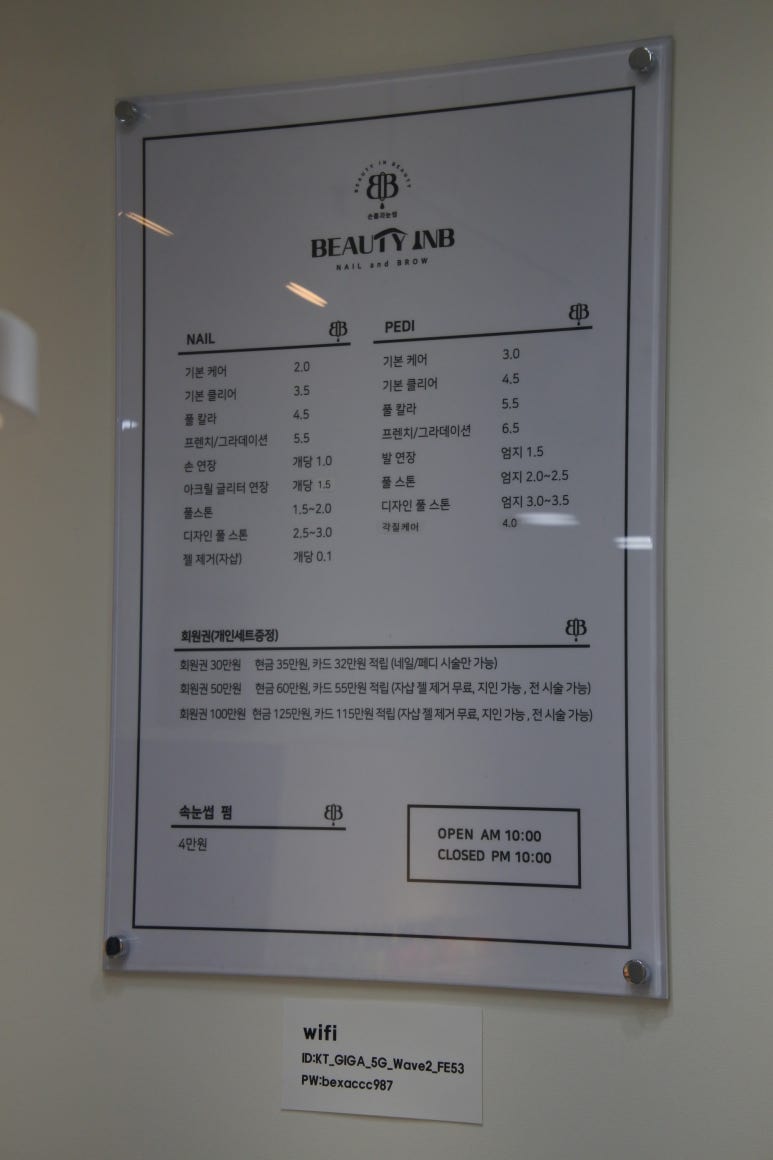 BEAUTY IN BEAUTY
BB
손톱과눈썹
BEAUTY INB
NAIL and BROW
NAIL
기본 케어 2.0
기본 클리어 3.5
풀 칼라 4.5
프렌치/그라데이션 5.5
손 연장 개당 1.0
아크릴 글리터 연장 개당 1.5
풀스톤 1.5~2.0
디자인 풀 스톤 2.5~3.0
젤 제거(자샵) 개당 0.1
PEDI
기본 케어 3.0
기본 클리어 4.5
풀 칼라 5.5
프렌치/그라데이션 6.5
발 연장 엄지 1.5
풀 스톤 엄지 2.0~2.5
디자인 풀 스톤 엄지 3.0~3.5
각질케어 4.0
회원권(개인세트증정)
회원권 30만원 현금 35만원, 카드 32만원 적립 (네일/페디 시술만 가능)
회원권 50만원 현금 60만원, 카드 55만원 적립 (자샵 젤 제거 무료, 지인 가능 , 전 시술 가능)
회원권 100만원 현금 125만원, 카드 115만원 적립 (자샵 젤 제거 무료, 지인 가능 , 전 시술 가능)
속눈썹 펌
4만원
OPEN AM 10:00
CLOSED PM 10:00
wifi
ID:KT_GIGA_5G_Wave2_FE53
PW:bexaccc987